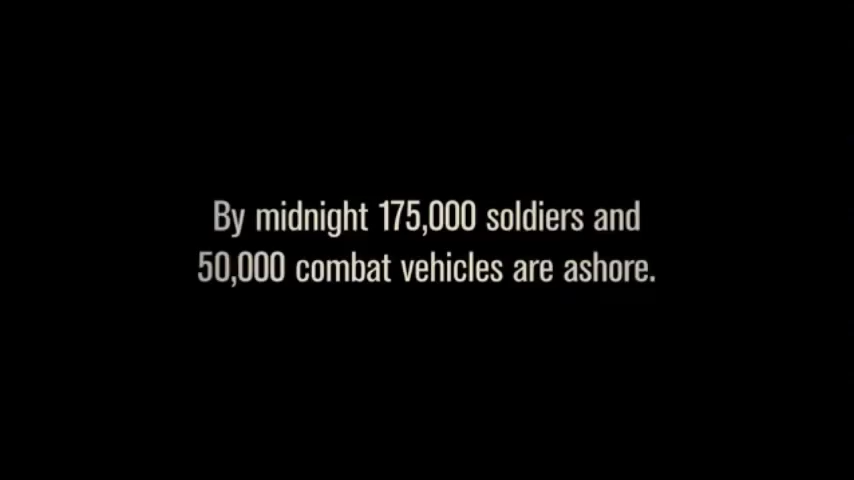 By midnight 175,000 soldiers and
50,000 combat vehicles are ashore.